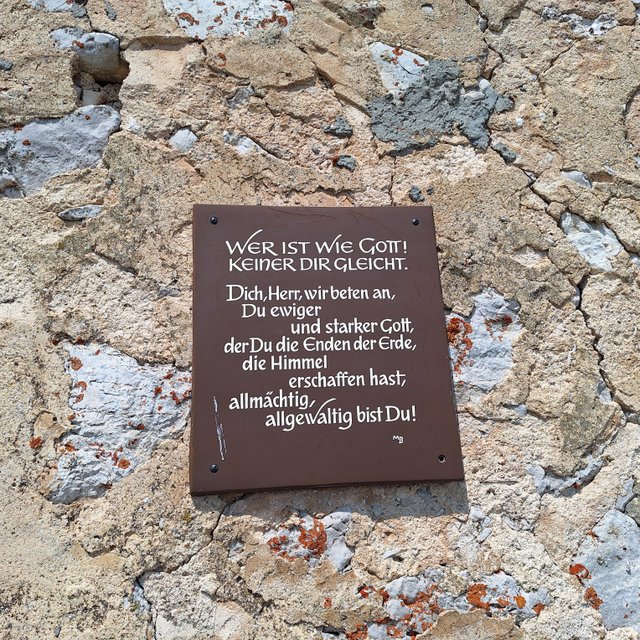 WER IST WIE GOTT!
KEINER DIR GLEICHT.
Dich, Herr, wir beten an,
Du ewiger
und starker Gott,
der Du die Enden der Erde,
die Himmel
erschaffen hast,
allmächtig,
allgewaltig bist Du!
MB